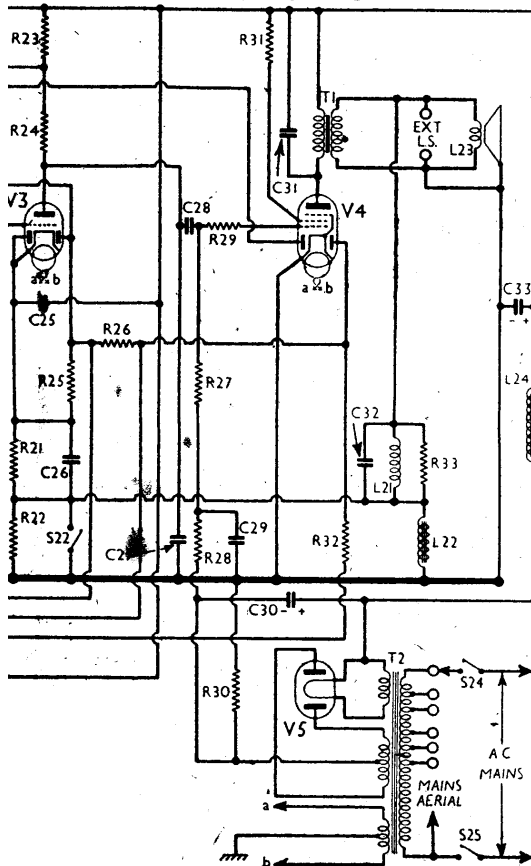 R23
R31
R24
T1
EXT
L.S.
L23
C31
V3
C28
V4
R29
a b
a b
C25
C33
- +
R26
R25
R27
L24
C32
R21
C26
L21
R33
R22
S22
C29
R28
R32
L22
C30
- +
T2
R30
S24
V5
A C
MAINS
MAINS
AERIAL
a
S25
b